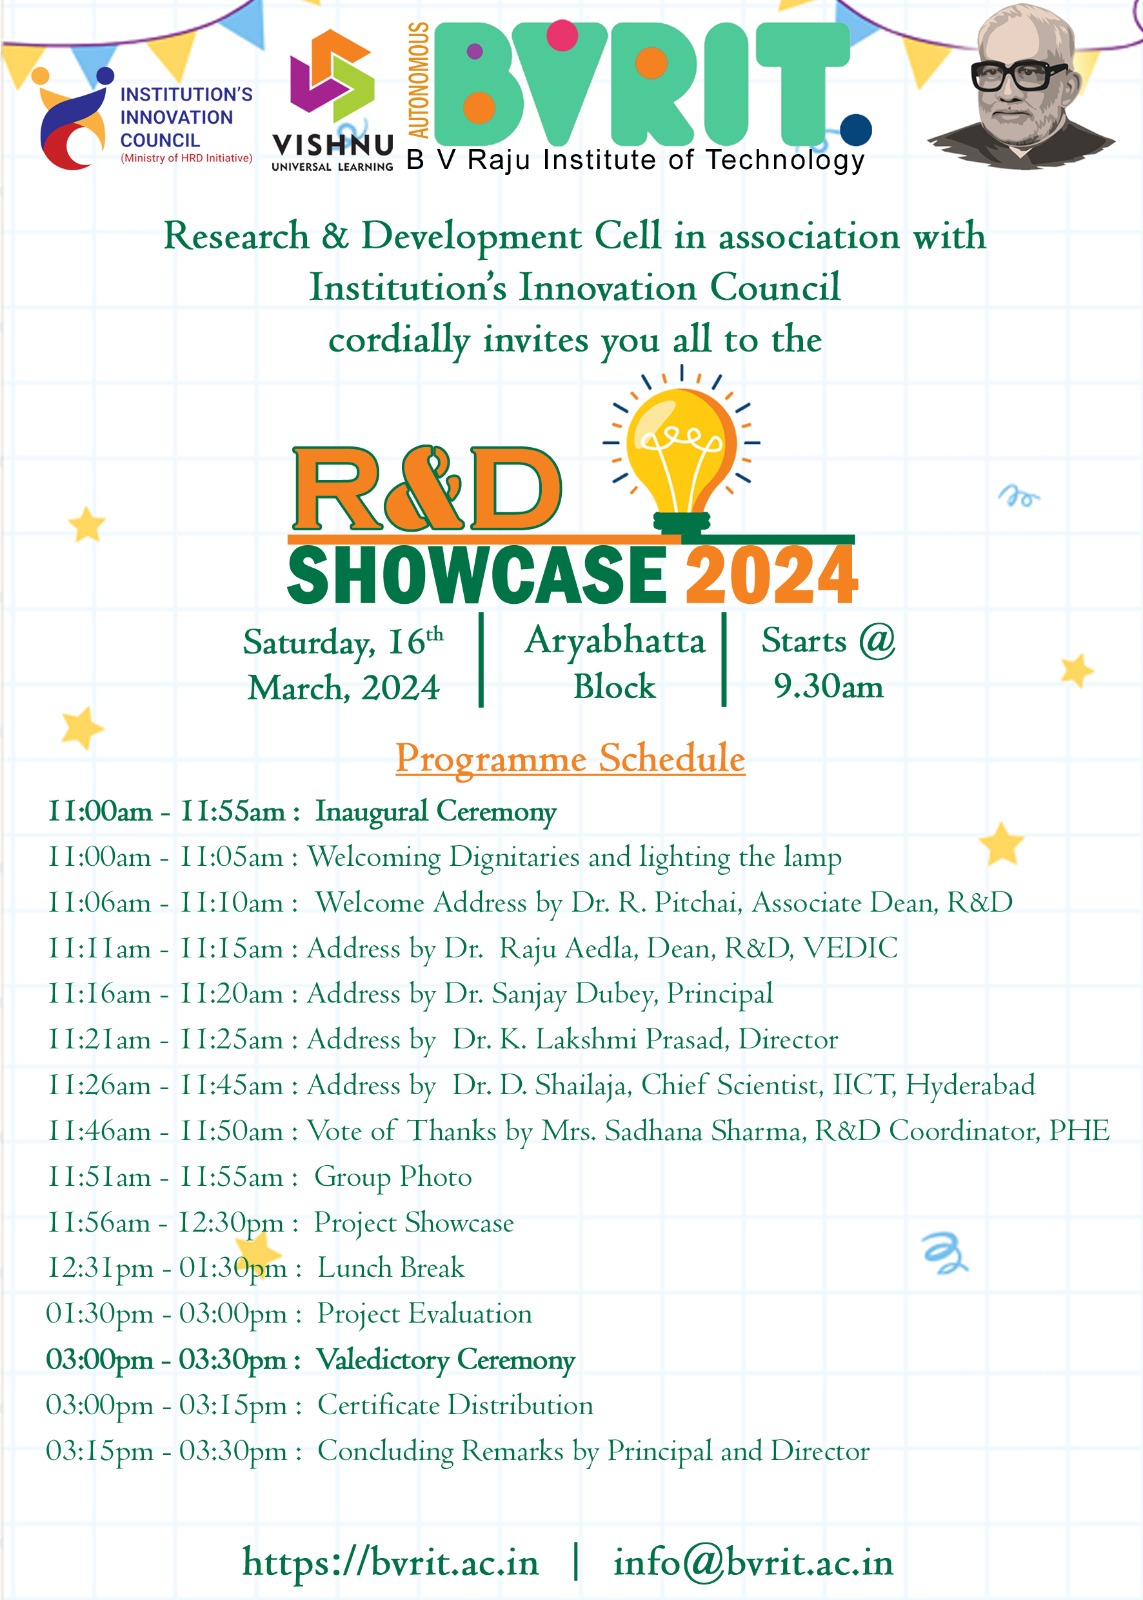 INSTITUTION'S
INNOVATION
COUNCIL
(Ministry of HRD Initiative)
VISHNU
UNIVERSAL LEARNING
AUTONOMOUS
BVRIT.
B V Raju Institute of Technology
Research & Development Cell in association with
Institution's Innovation Council
cordially invites you all to the
R&D
SHOWCASE 2024
Saturday, 16th
March, 2024
Aryabhatta
Block
Starts @
9.30am
Programme Schedule
11:00am - 11:55am : Inaugural Ceremony
11:00am - 11:05am : Welcoming Dignitaries and lighting the lamp
11:06am - 11:10am : Welcome Address by Dr. R. Pitchai, Associate Dean, R&D
11:11am - 11:15am : Address by Dr. Raju Aedla, Dean, R&D, VEDIC
11:16am - 11:20am : Address by Dr. Sanjay Dubey, Principal
11:21am - 11:25am : Address by Dr. K. Lakshmi Prasad, Director
11:26am - 11:45am : Address by Dr. D. Shailaja, Chief Scientist, IICT, Hyderabad
11:46am - 11:50am : Vote of Thanks by Mrs. Sadhana Sharma, R&D Coordinator, PHE
11:51am - 11:55am : Group Photo
11:56am - 12:30pm : Project Showcase
12:31pm - 01:30pm : Lunch Break
01:30pm - 03:00pm : Project Evaluation
03:00pm - 03:30pm : Valedictory Ceremony
03:00pm - 03:15pm : Certificate Distribution
03:15pm - 03:30pm : Concluding Remarks by Principal and Director
https://bvrit.ac.in | info@bvrit.ac.in